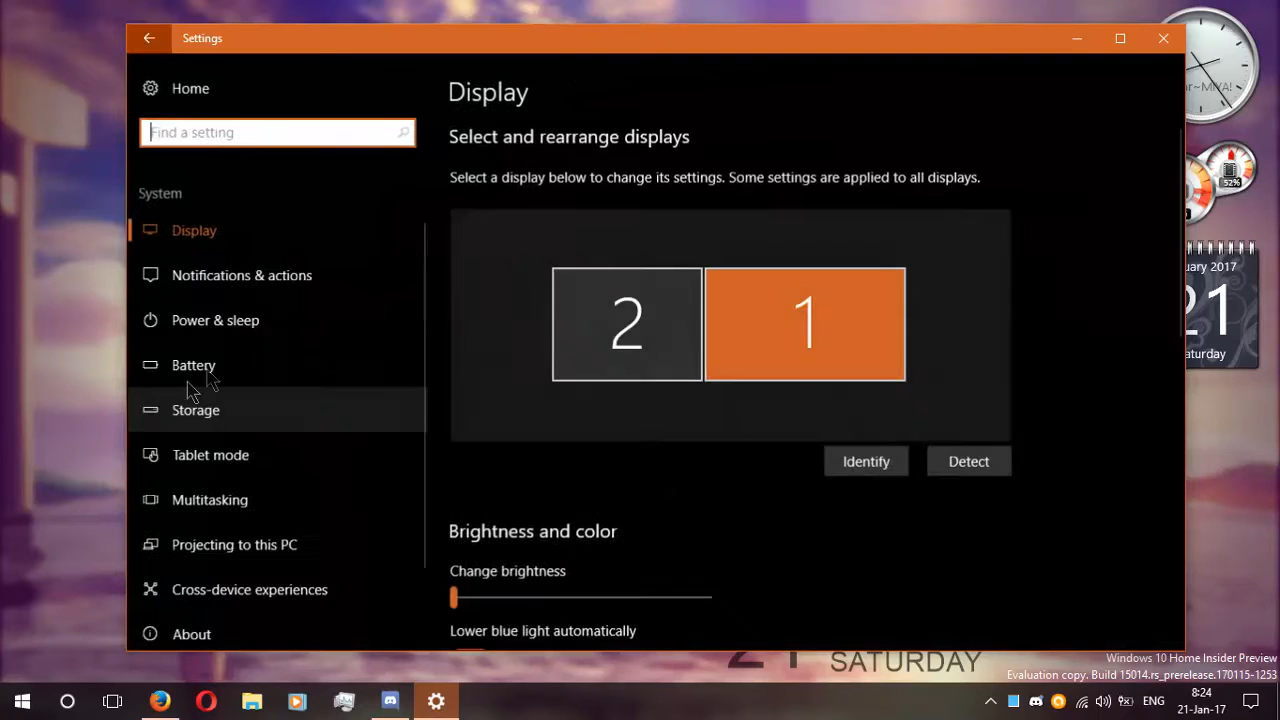 Settings
Home
Find a setting
System
Display
Notifications & actions
Power & sleep
Battery
Storage
Tablet mode
Multitasking
Projecting to this PC
Cross-device experiences
About
Display
Select and rearrange displays
Select a display below to change its settings. Some settings are applied to all displays.
2
1
Identify
Detect
Brightness and color
Change brightness
Lower blue light automatically
ar~MIYA!
52%
uary 2017
21
aturday
SATURDAY
Windows 10 Home Insider Preview
Evaluation copy. Build 15014.rs_prerelease.170115-1253
ENG
8:24
21-Jan-17